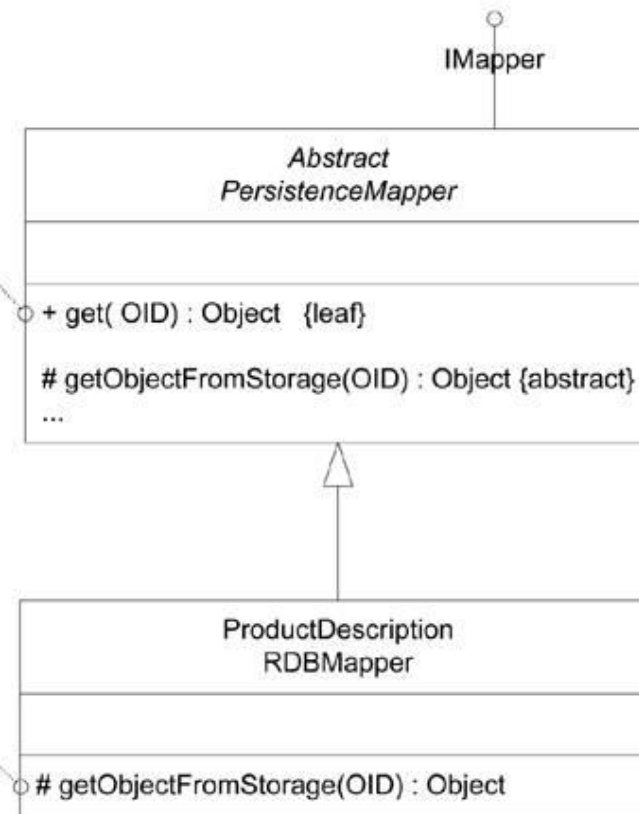 IMapper
Abstract
PersistenceMapper
+ get( OID) : Object {leaf}
# getObjectFromStorage(OID) : Object {abstract}
...
ProductDescription
RDBMapper
# getObjectFromStorage(OID) : Object